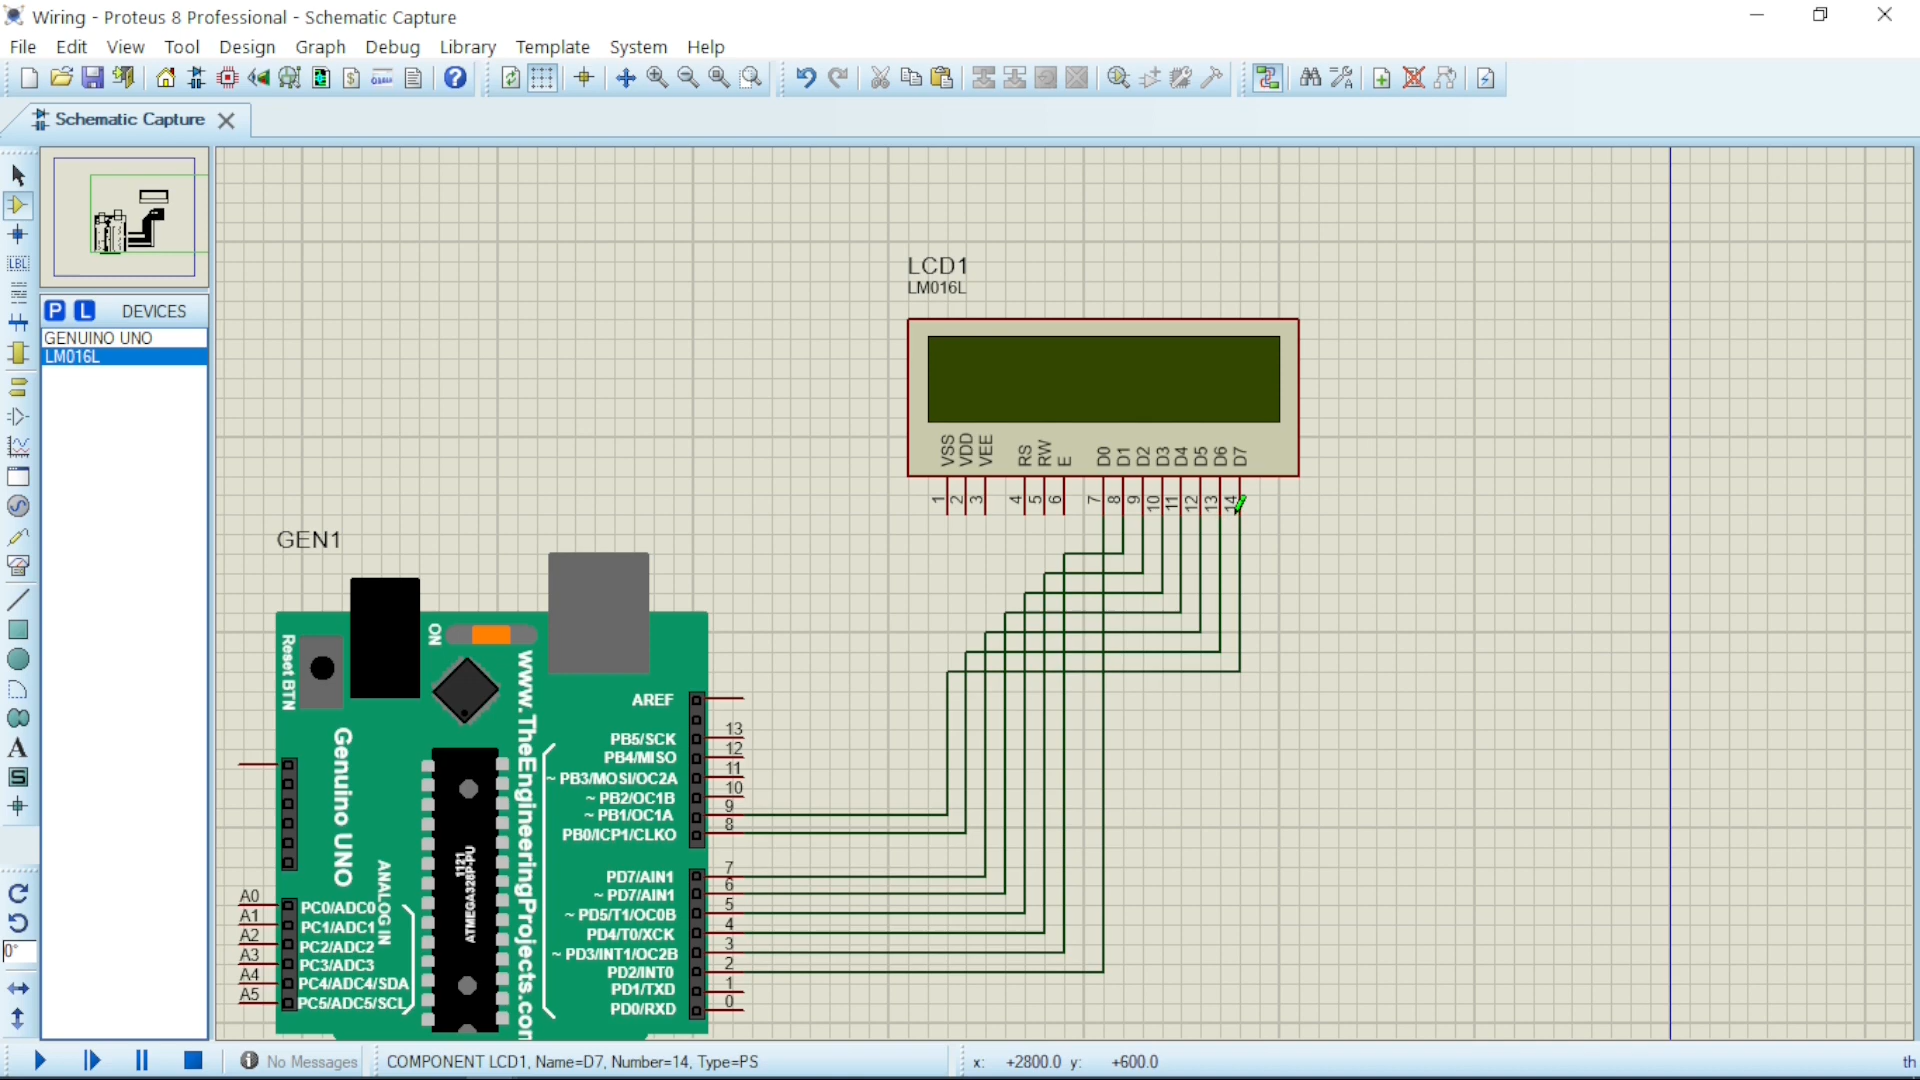 Wiring - Proteus 8 Professional - Schematic Capture
File Edit View Tool Design Graph Debug Library Template System Help
Schematic Capture
LBL
P L DEVICES
GENUINO UNO
LM016L
A
S
0°
LCD1
LM016L
VSS VDD VEE RS RW E D0 D1 D2 D3 D4 D5 D6 D7
1 2 3 4 5 6 7 8 9 10 11 12 13 14
GEN1
Reset BTN
ON
www.TheEngineeringProjects.com
Genuino UNO
ANALOG IN
1121
ATMEGA328P-PU
AREF
PB5/SCK 13
PB4/MISO 12
~ PB3/MOSI/OC2A 11
~ PB2/OC1B 10
~ PB1/OC1A 9
PB0/ICP1/CLKO 8
PD7/AIN1 7
~ PD7/AIN1 6
~ PD5/T1/OC0B 5
PD4/T0/XCK 4
~ PD3/INT1/OC2B 3
PD2/INT0 2
PD1/TXD 1
PD0/RXD 0
A0 PC0/ADC0
A1 PC1/ADC1
A2 PC2/ADC2
A3 PC3/ADC3
A4 PC4/ADC4/SDA
A5 PC5/ADC5/SCL
No Messages COMPONENT LCD1, Name=D7, Number=14, Type=PS x: +2800.0 y: +600.0 th